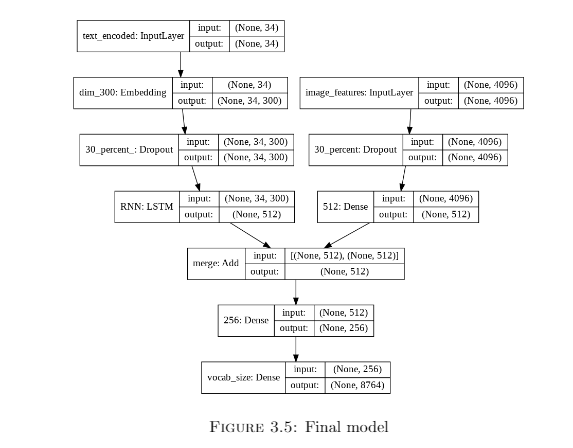 text_encoded: InputLayer input: (None, 34)
output: (None, 34)
dim_300: Embedding input: (None, 34)
output: (None, 34, 300)
image_features: InputLayer input: (None, 4096)
output: (None, 4096)
30_percent_: Dropout input: (None, 34, 300)
output: (None, 34, 300)
30_percent: Dropout input: (None, 4096)
output: (None, 4096)
RNN: LSTM input: (None, 34, 300)
output: (None, 512)
512: Dense input: (None, 4096)
output: (None, 512)
merge: Add input: [(None, 512), (None, 512)]
output: (None, 512)
256: Dense input: (None, 512)
output: (None, 256)
vocab_size: Dense input: (None, 256)
output: (None, 8764)
FIGURE 3.5: Final model